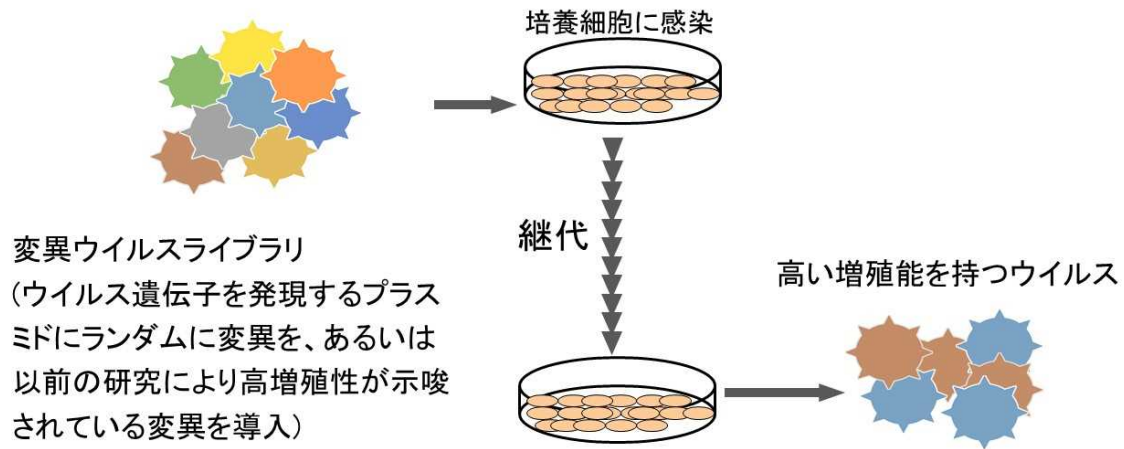 培養細胞に感染
継代
変異ウイルスライブラリ
(ウイルス遺伝子を発現するプラス
ミドにランダムに変異を、あるいは
以前の研究により高増殖性が示唆
されている変異を導入)
高い増殖能を持つウイルス